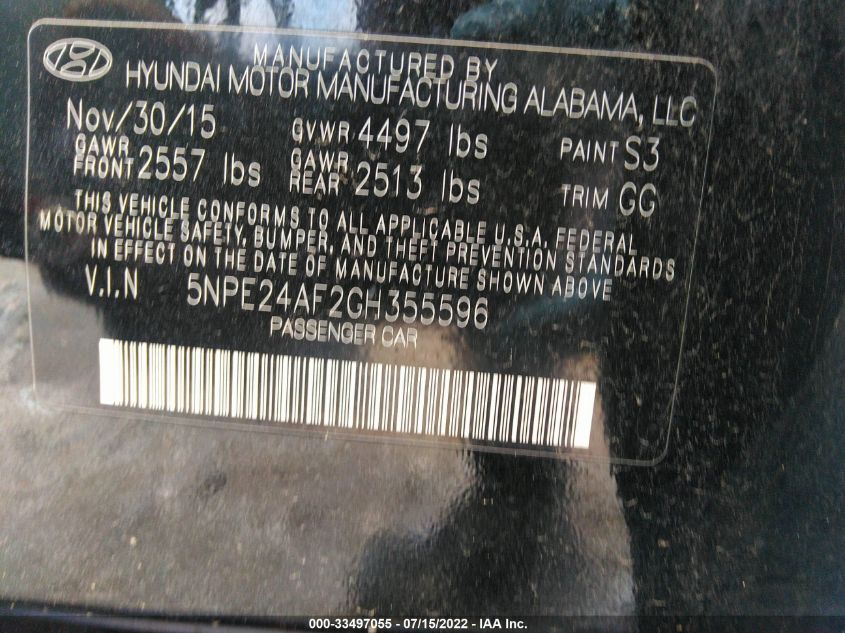 MANUFACTURED BY
HYUNDAI MOTOR MANUFACTURING ALABAMA, LLC
Nov/30/15 GVWR 4497 lbs PAINT S3
GAWR FRONT 2557 lbs GAWR REAR 2513 lbs TRIM GG
THIS VEHICLE CONFORMS TO ALL APPLICABLE U.S.A. FEDERAL
MOTOR VEHICLE SAFETY, BUMPER, AND THEFT PREVENTION STANDARDS
IN EFFECT ON THE DATE OF MANUFACTURE SHOWN ABOVE
V.I.N 5NPE24AF2GH355596
PASSENGER CAR
000-33497055 - 07/15/2022 - IAA Inc.